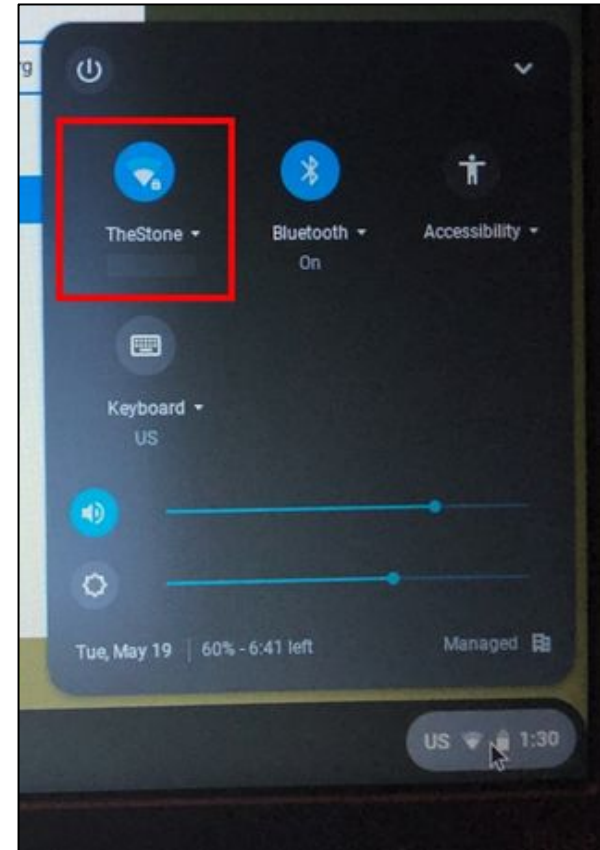 g
TheStone
Bluetooth
Accessibility
On
Keyboard
US
Tue, May 19 | 60% - 6:41 left
Managed
US 1:30